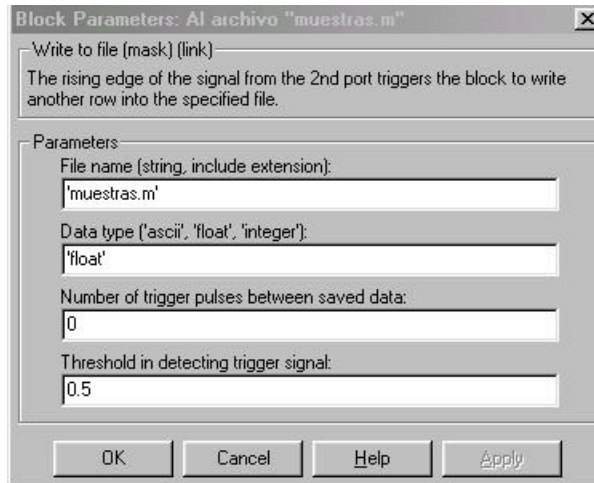 Block Parameters: Al archivo "muestras.m"
Write to file (mask) (link)
The rising edge of the signal from the 2nd port triggers the block to write
another row into the specified file.
Parameters
File name (string, include extension):
'muestras.m'
Data type ('ascii', 'float', 'integer'):
'float'
Number of trigger pulses between saved data:
0
Threshold in detecting trigger signal:
0.5
OK Cancel Help Apply